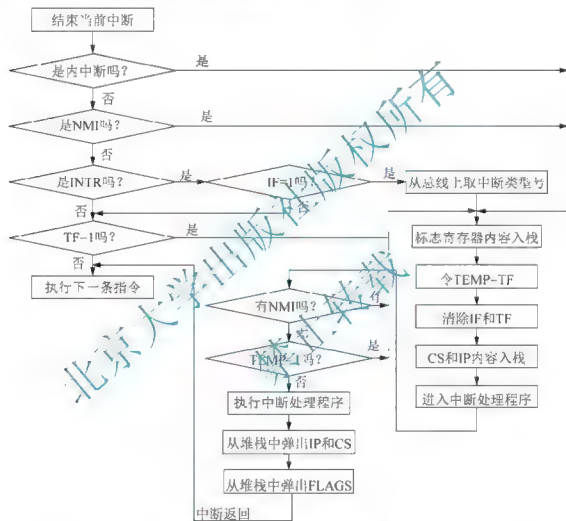 结束当前中断
是内中断吗?
是
否
是NMI吗?
是
否
是INTR吗?
是
IF=1吗?
是
从总线上取中断类型号
否
否
TF=1吗?
是
标志寄存器内容入栈
否
执行下一条指令
令TEMP=TF
有NMI吗?
有
清除IF和TF
无
TEMP=1吗?
是
CS和IP内容入栈
否
执行中断处理程序
进入中断处理程序
从堆栈中弹出IP和CS
从堆栈中弹出FLAGS
中断返回
北京大学出版社版权所有
禁止转载